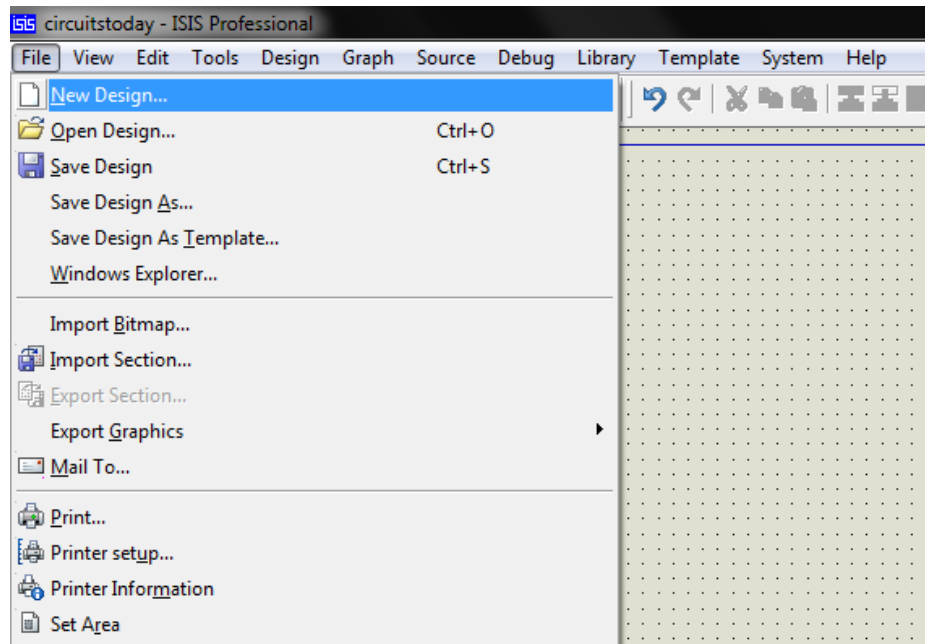 isis circuitstoday - ISIS Professional
File View Edit Tools Design Graph Source Debug Library Template System Help
New Design...
Open Design... Ctrl+O
Save Design Ctrl+S
Save Design As...
Save Design As Template...
Windows Explorer...
Import Bitmap...
Import Section...
Export Section...
Export Graphics
Mail To...
Print...
Printer setup...
Printer Information
Set Area